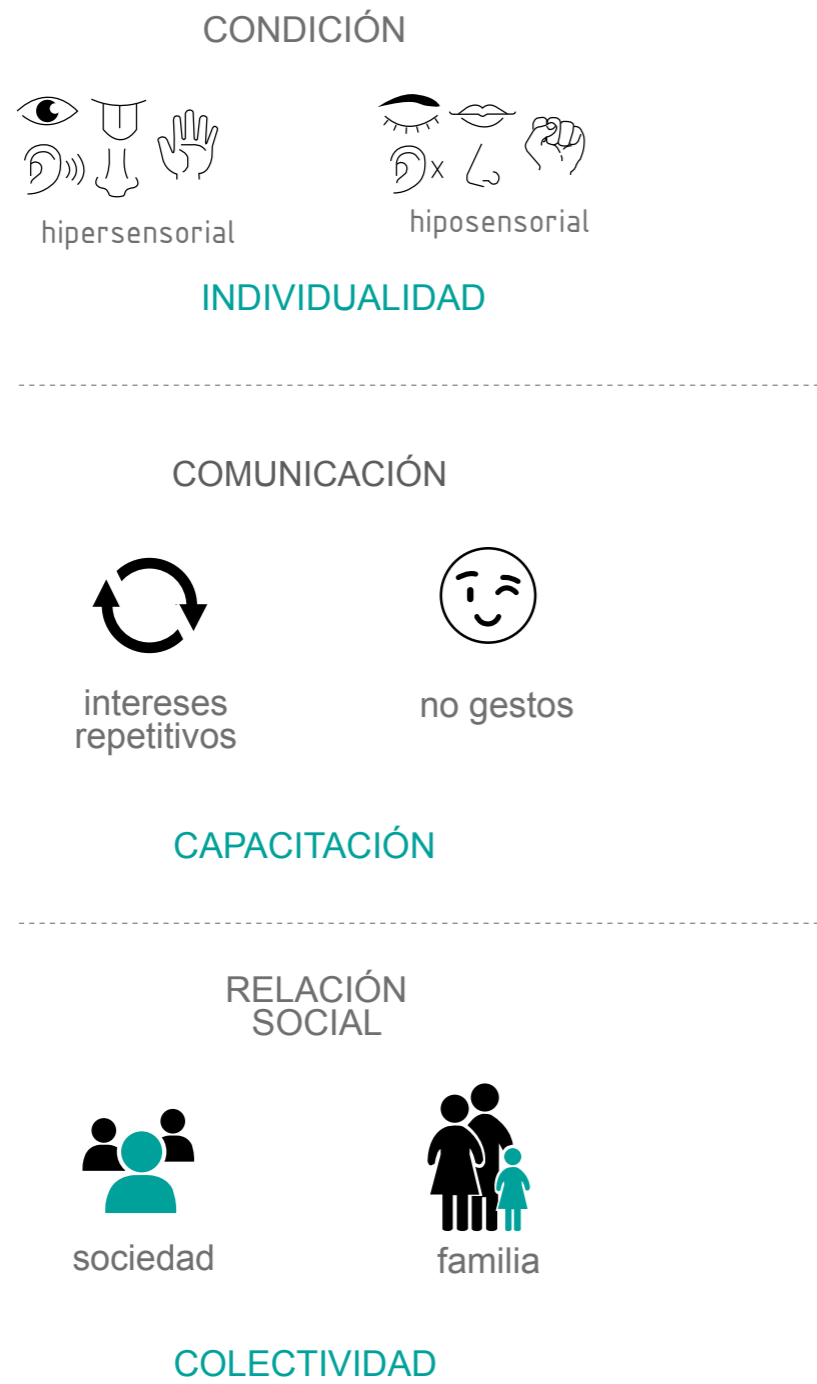 CONDICIÓN
hipersensorial
x
hiposensorial
INDIVIDUALIDAD
COMUNICACIÓN
intereses
repetitivos
no gestos
CAPACITACIÓN
RELACIÓN
SOCIAL
sociedad
familia
COLECTIVIDAD